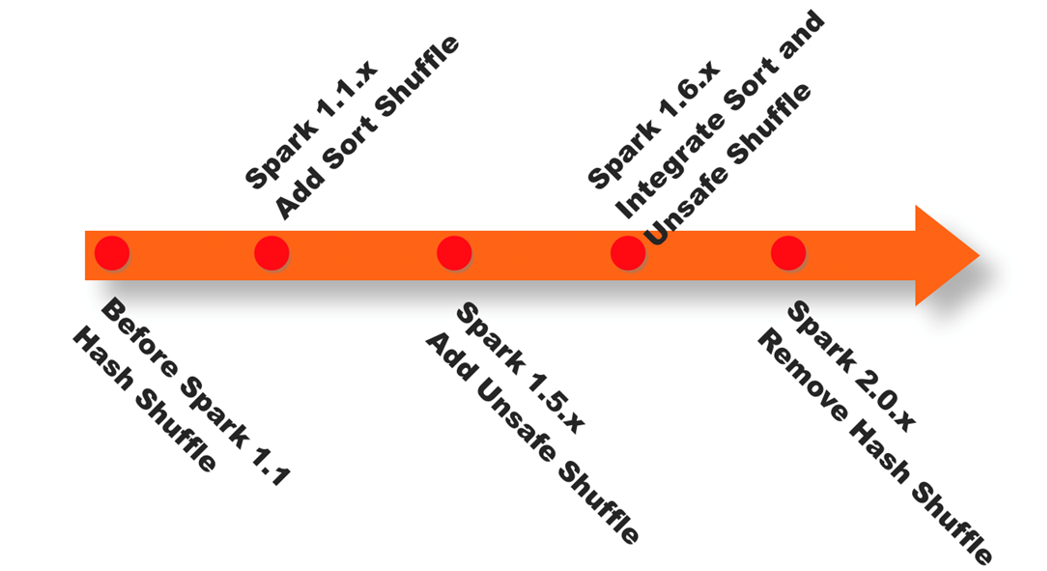 Before Spark 1.1
Hash Shuffle
Spark 1.1.x
Add Sort Shuffle
Spark 1.5.x
Add Unsafe Shuffle
Spark 1.6.x
Integrate Sort and
Unsafe Shuffle
Spark 2.0.x
Remove Hash Shuffle